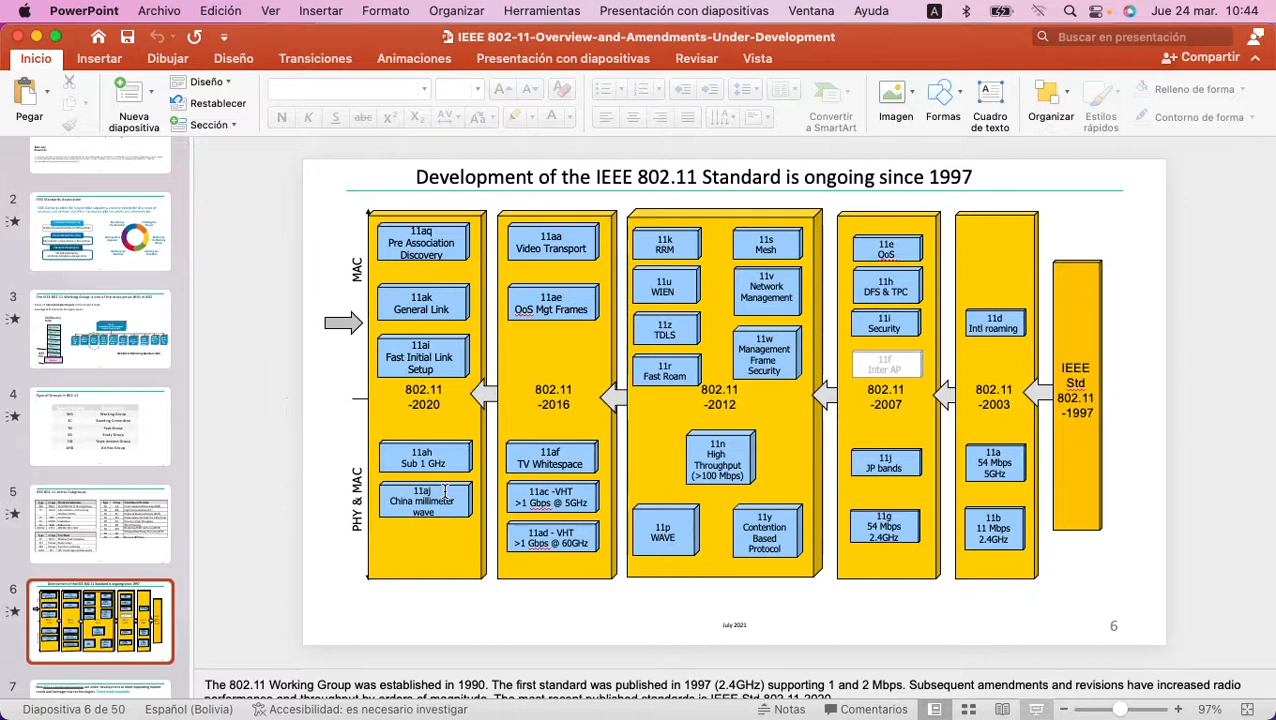 PowerPoint Archivo Edición Ver Insertar Formato Organizar Herramientas Presentación Ventana Ayuda A Jue 24 mar. 10:44
IEEE 802-11-Overview-and-Amendments-Under-Development
Buscar en presentación
Inicio Insertar Dibujar Diseño Transiciones Animaciones Presentación con diapositivas Revisar Vista Compartir
Pegar
Nueva
diapositiva
Diseño
Restablecer
Sección
N K S
Convertir
a SmartArt
Imagen
Formas
Cuadro
de texto
Organizar
Estilos
rápidos
Relleno de forma
Contorno de forma
2
3
4
5
6
Development of the IEEE 802.11 Standard is ongoing since 1997
MAC
PHY & MAC
11aq
Pre Association
Discovery
11ak
General Link
11ai
Fast Initial Link
Setup
802.11
-2020
11ah
Sub 1 GHz
11aj
China millimeter
wave
11aa
Video Transport
11ae
QoS Mgt Frames
802.11
-2016
11af
TV Whitespace
11ac -VHT
>1 Gbps @ 5GHz
11ad - VHT
>1 Gbps @ 60GHz
11k
RRM
11u
WIEN
11z
TDLS
11r
Fast Roam
11s
Mesh
11v
Network
Management
11w
Management
Frame
Security
802.11
-2012
11n
High
Throughput
(>100 Mbps)
11p
WAVE
11y
Contention
Protocol
11e
QoS
11h
DFS & TPC
11i
Security
11f
Inter AP
802.11
-2007
11j
JP bands
11g
54 Mbps
2.4GHz
11d
Intl roaming
802.11
-2003
11a
54 Mbps
5GHz
11b
11 Mbps
2.4GHz
IEEE
Std
802.11
-1997
July 2021
6
The 802.11 Working Group was established in The standard was published in 1997 supporting 1 and 2 Mbps. Subsequent amendments and revisions have increased radio
Diapositiva 6 de 50 Español (Bolivia) Accesibilidad: es necesario investigar Notas Comentarios 97%